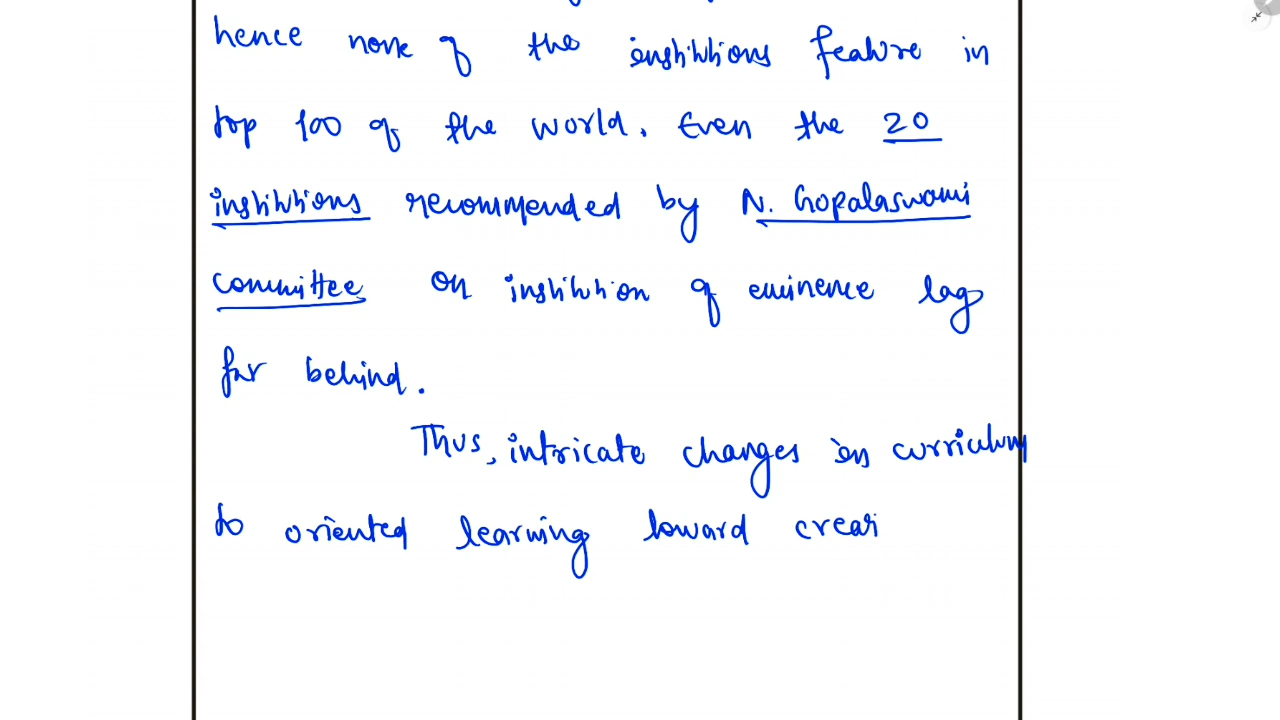 hence none of the institutions feature in
top 100 of the world. Even the 20
institutions recommended by N. Gopalaswami
committee on institution of eminence lag
far behind.
Thus, intricate changes in curriculum
to oriented learning toward creati